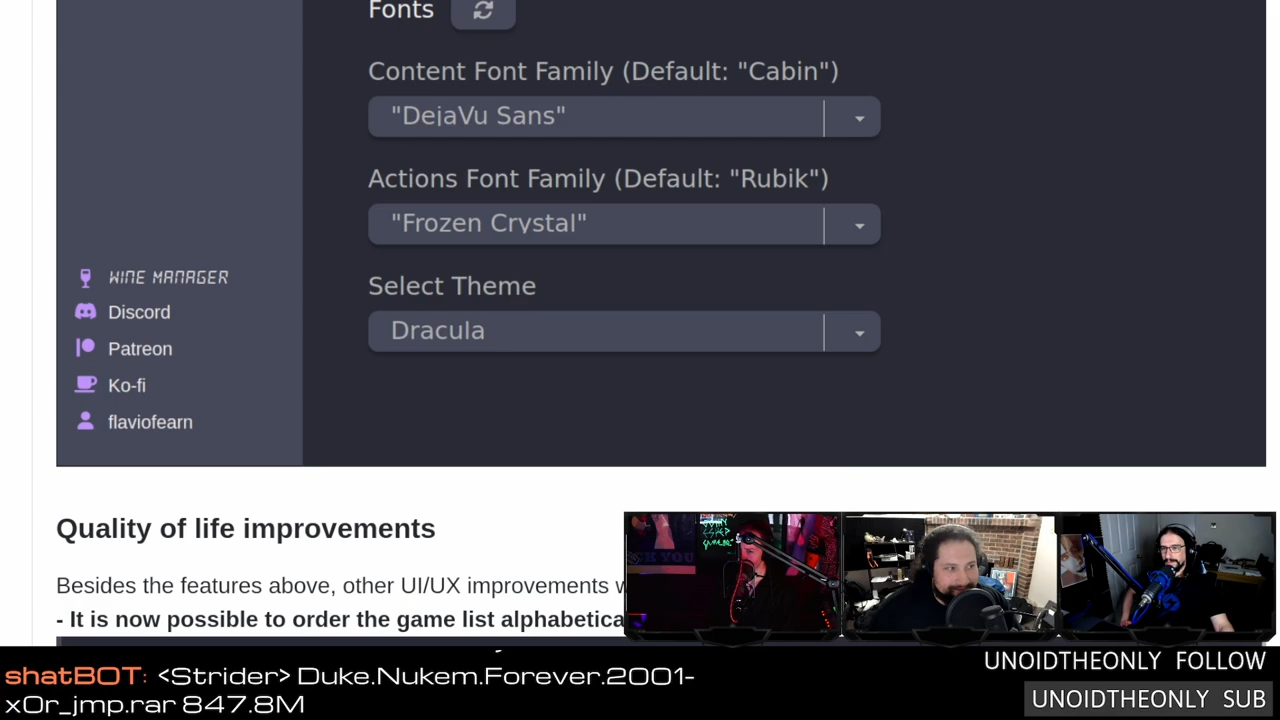 Fonts
Content Font Family (Default: "Cabin")
"DejaVu Sans"
Actions Font Family (Default: "Rubik")
"Frozen Crystal"
Select Theme
Dracula
WINE MANAGER
Discord
Patreon
Ko-fi
flaviofearn
Quality of life improvements
Besides the features above, other UI/UX improvements
- It is now possible to order the game list alphabetica
shatBOT: <Strider> Duke.Nukem.Forever.2001-
x0r_jmp.rar 847.8M
UNOIDTHEONLY FOLLOW
UNOIDTHEONLY SUB